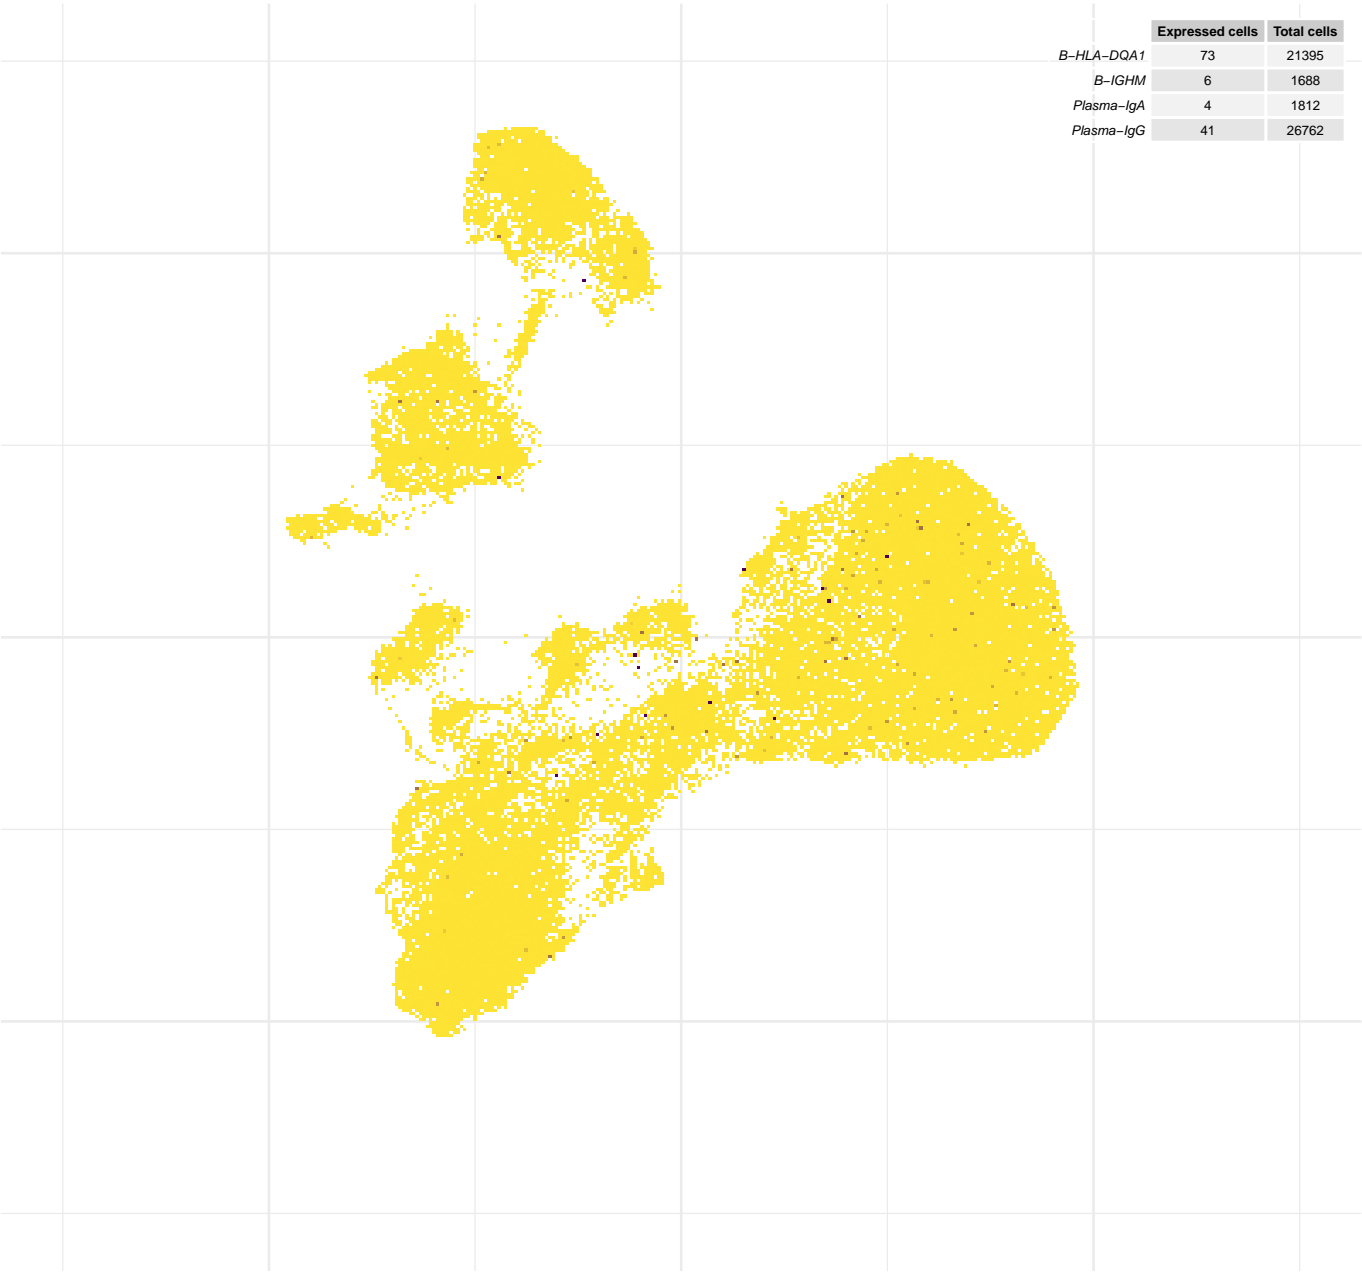 Expressed cells Total cells
B−HLA−DQA1 73 21395
B−IGHM 6 1688
Plasma−IgA 4 1812
Plasma−IgG 41 26762